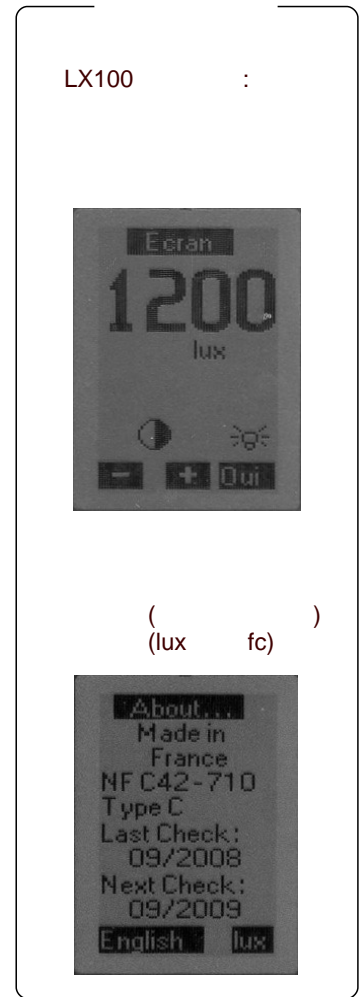 LX100 :
Ecran
1200
lux
- + Oui
( )
(lux fc)
About...
Made in
France
NF C42-710
Type C
Last Check:
09/2008
Next Check:
09/2009
English lux